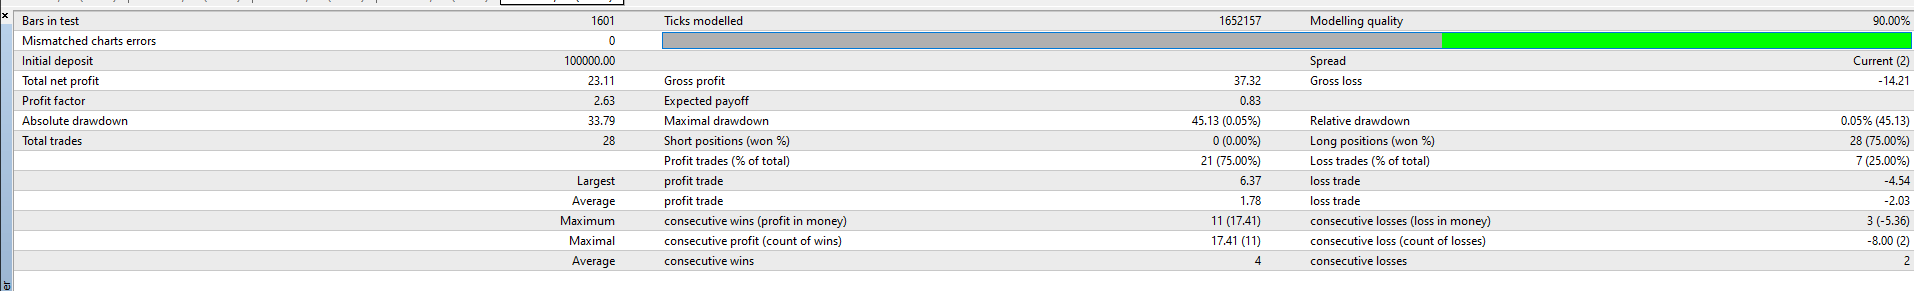 Bars in test 1601 Ticks modelled 1652157 Modelling quality 90.00%
Mismatched charts errors 0
Initial deposit 100000.00 Spread Current (2)
Total net profit 23.11 Gross profit 37.32 Gross loss -14.21
Profit factor 2.63 Expected payoff 0.83
Absolute drawdown 33.79 Maximal drawdown 45.13 (0.05%) Relative drawdown 0.05% (45.13)
Total trades 28 Short positions (won %) 0 (0.00%) Long positions (won %) 28 (75.00%)
Profit trades (% of total) 21 (75.00%) Loss trades (% of total) 7 (25.00%)
Largest profit trade 6.37 loss trade -4.54
Average profit trade 1.78 loss trade -2.03
Maximum consecutive wins (profit in money) 11 (17.41) consecutive losses (loss in money) 3 (-5.36)
Maximal consecutive profit (count of wins) 17.41 (11) consecutive loss (count of losses) -8.00 (2)
Average consecutive wins 4 consecutive losses 2
er